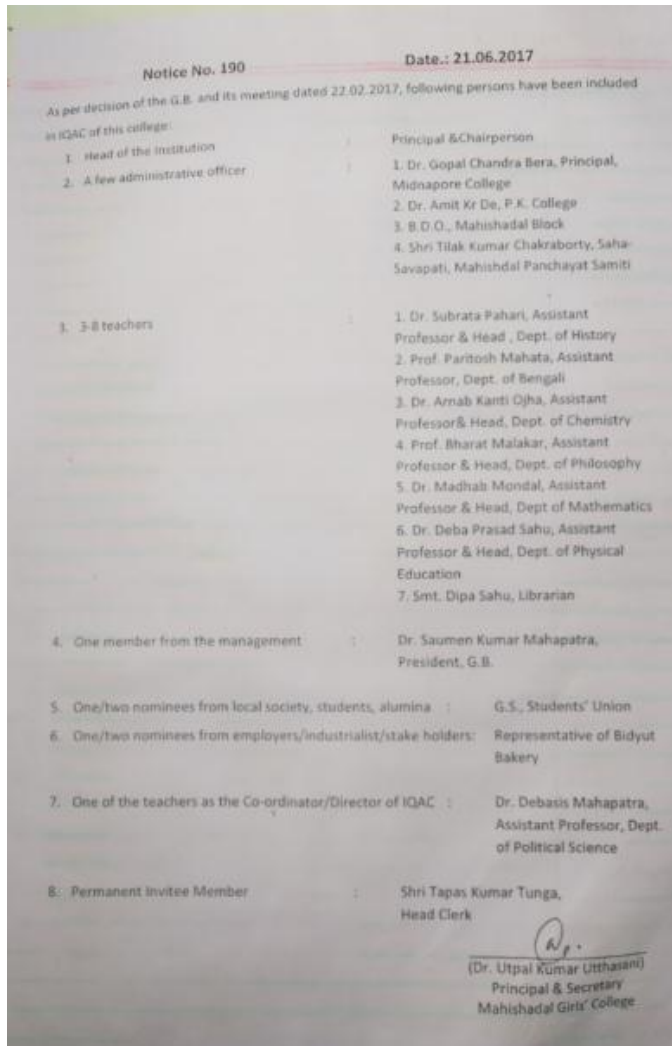 Notice No. 190 Date.: 21.06.2017
As per decision of the G.B. and its meeting dated 22.02.2017, following persons have been included
in IQAC of this college:
1. Head of the Institution : Principal &Chairperson
2. A few administrative officer : 1. Dr. Gopal Chandra Bera, Principal,
Midnapore College
2. Dr. Amit Kr De, P.K. College
3. B.D.O., Mahishadal Block
4. Shri Tilak Kumar Chakraborty, Saha-
Savapati, Mahishdal Panchayat Samiti
3. 3-8 teachers : 1. Dr. Subrata Pahari, Assistant
Professor & Head , Dept. of History
2. Prof. Paritosh Mahata, Assistant
Professor, Dept. of Bengali
3. Dr. Arnab Kanti Ojha, Assistant
Professor& Head, Dept. of Chemistry
4. Prof. Bharat Malakar, Assistant
Professor & Head, Dept. of Philosophy
5. Dr. Madhab Mondal, Assistant
Professor & Head, Dept of Mathematics
6. Dr. Deba Prasad Sahu, Assistant
Professor & Head, Dept. of Physical
Education
7. Smt. Dipa Sahu, Librarian
4. One member from the management : Dr. Saumen Kumar Mahapatra,
President, G.B.
5. One/two nominees from local society, students, alumina : G.S., Students' Union
6. One/two nominees from employers/industrialist/stake holders: Representative of Bidyut
Bakery
7. One of the teachers as the Co-ordinator/Director of IQAC : Dr. Debasis Mahapatra,
Assistant Professor, Dept.
of Political Science
8. Permanent Invitee Member : Shri Tapas Kumar Tunga,
Head Clerk
(Dr. Utpal Kumar Utthasani)
Principal & Secretary
Mahishadal Girls' College